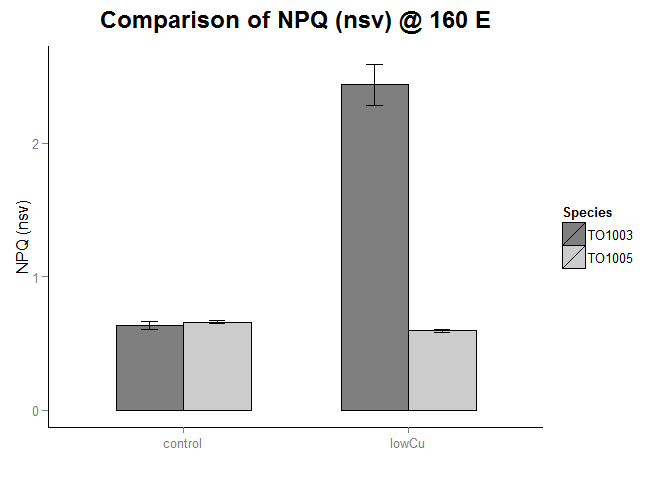 Comparison of NPQ (nsv) @ 160 E
NPQ (nsv)
2
1
0
control
lowCu
Species
TO1003
TO1005